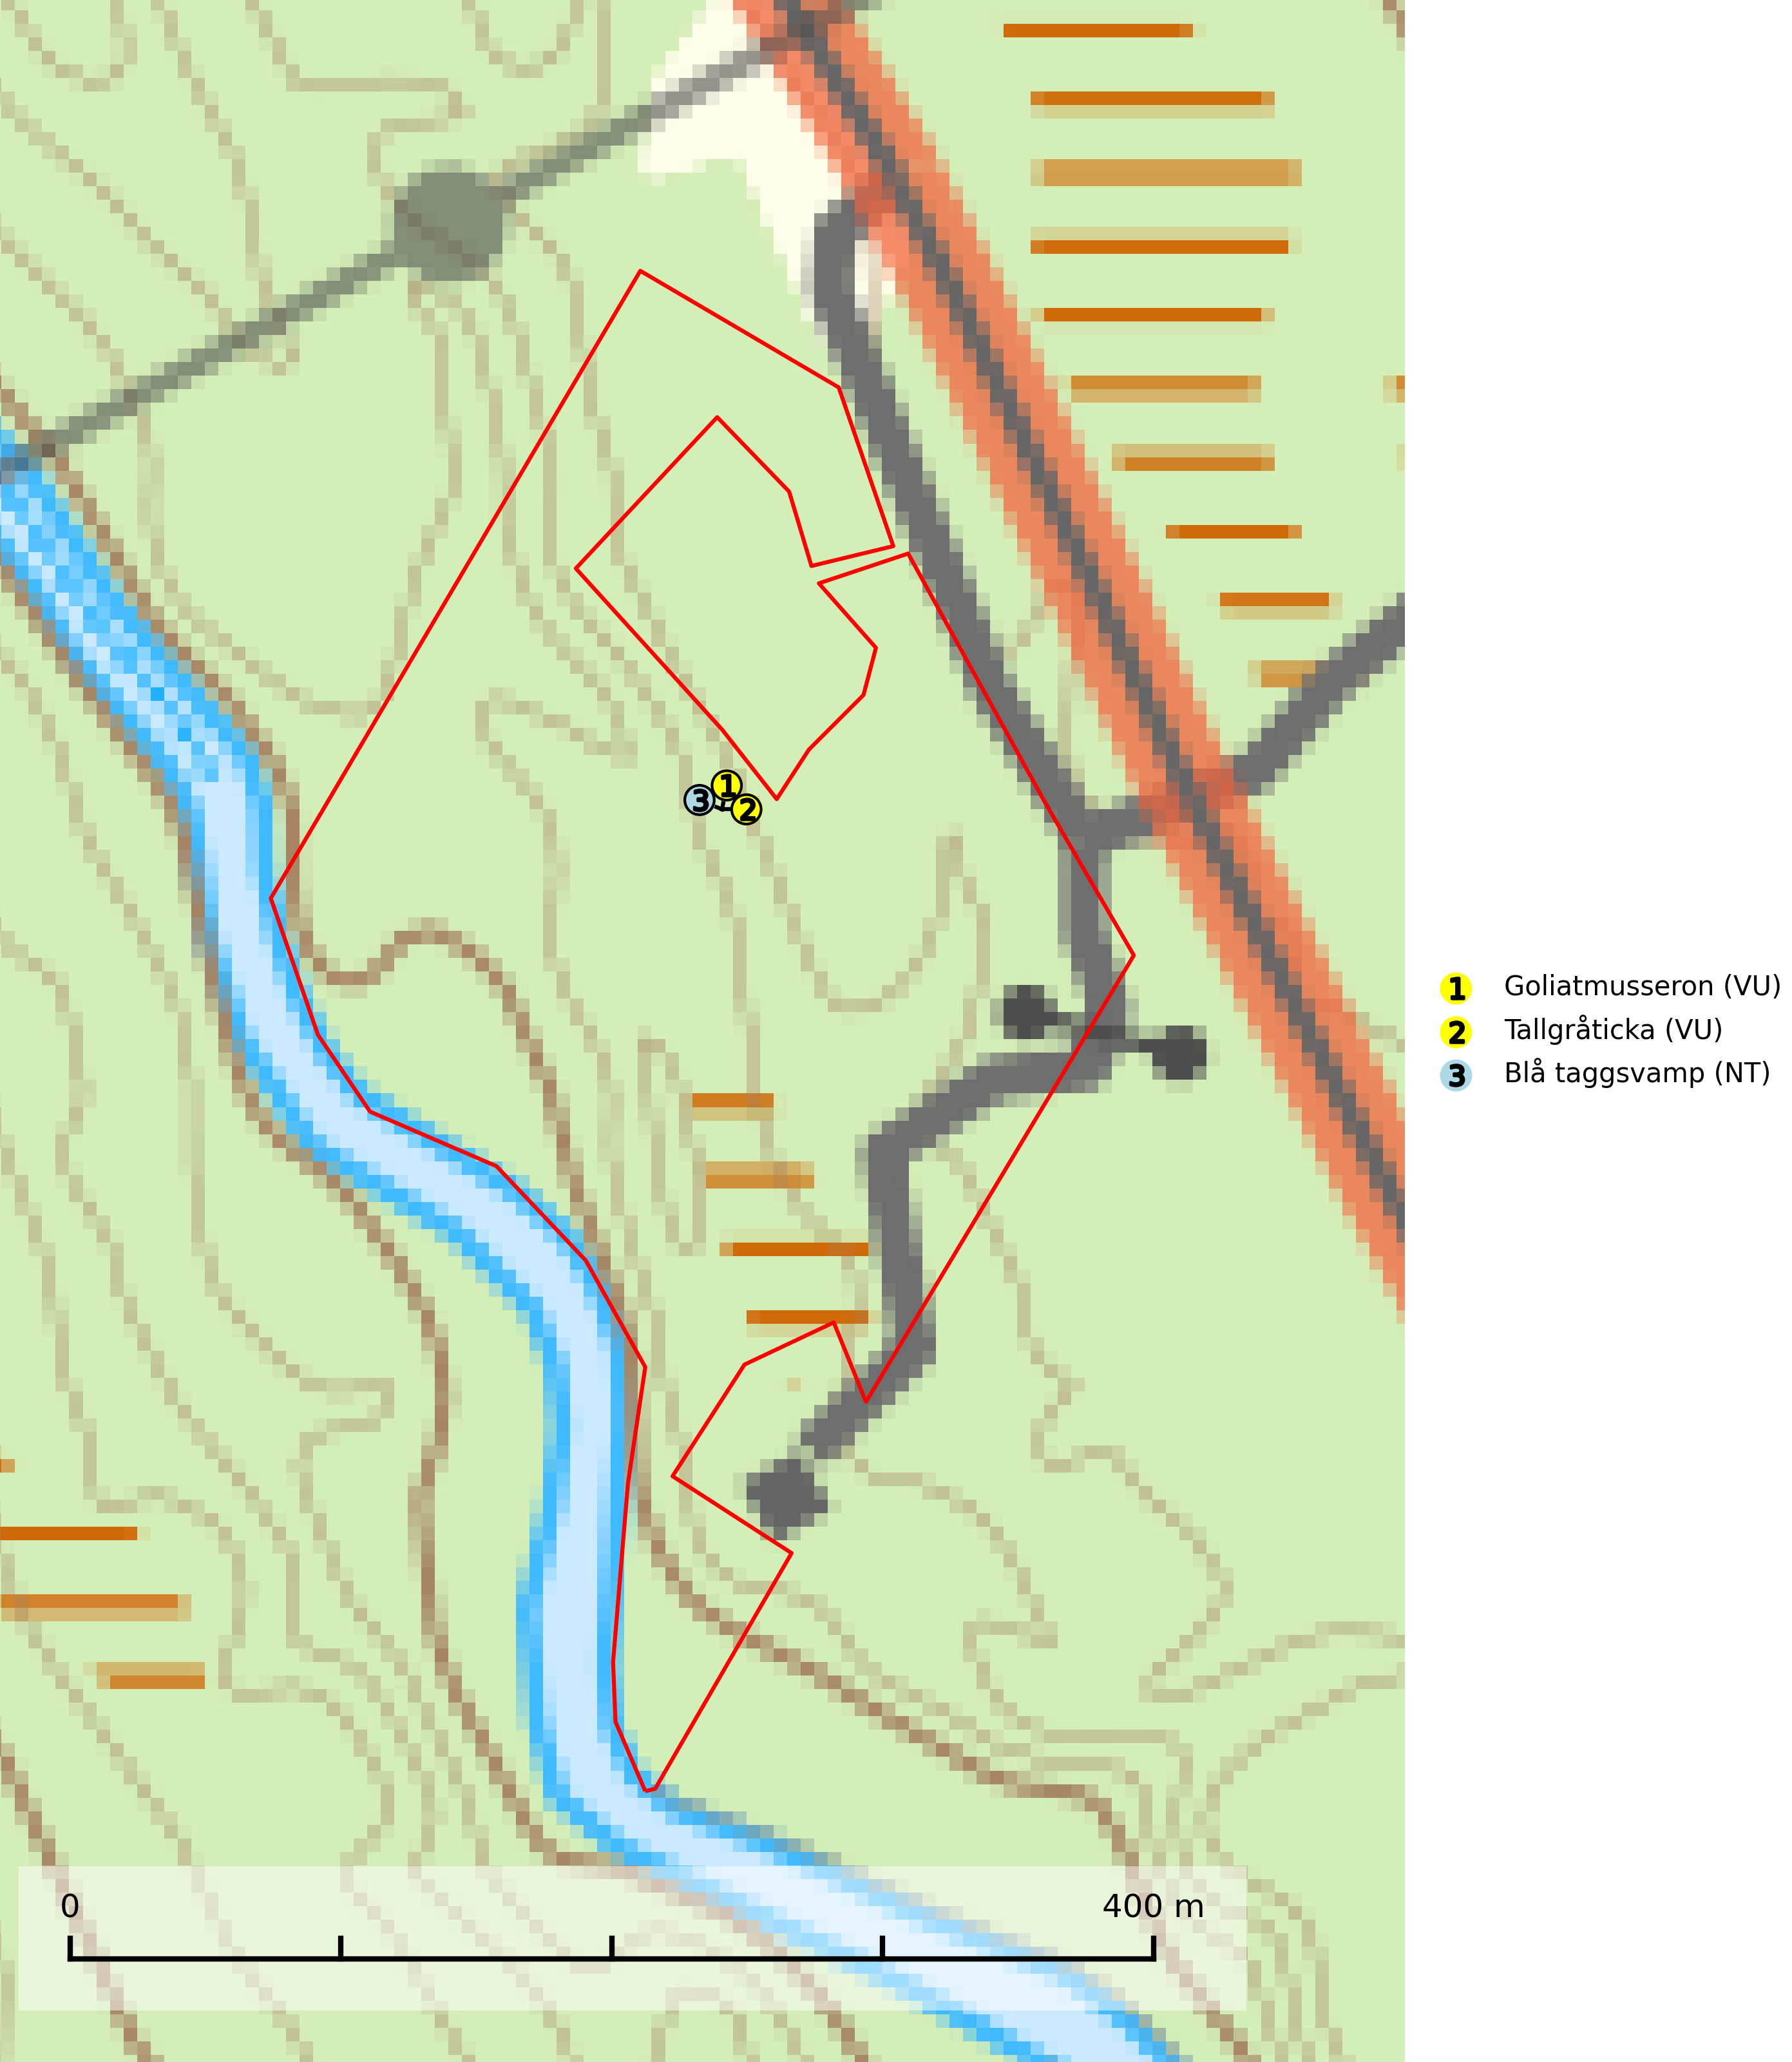 1
3
2
1 Goliatmusseron (VU)
2 Tallgråticka (VU)
3 Blå taggsvamp (NT)
0 400 m